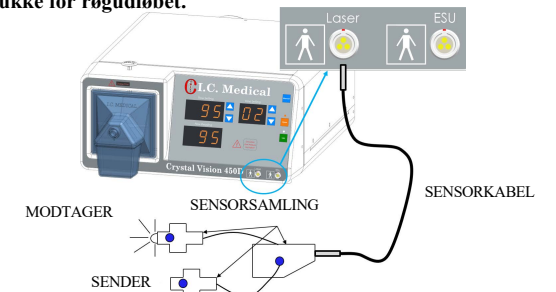 ukke for røgudløbet.
Laser
ESU
I.C. Medical
95
02
95
Crystal Vision 450D
SENSORSAMLING
SENSORKABEL
MODTAGER
SENDER